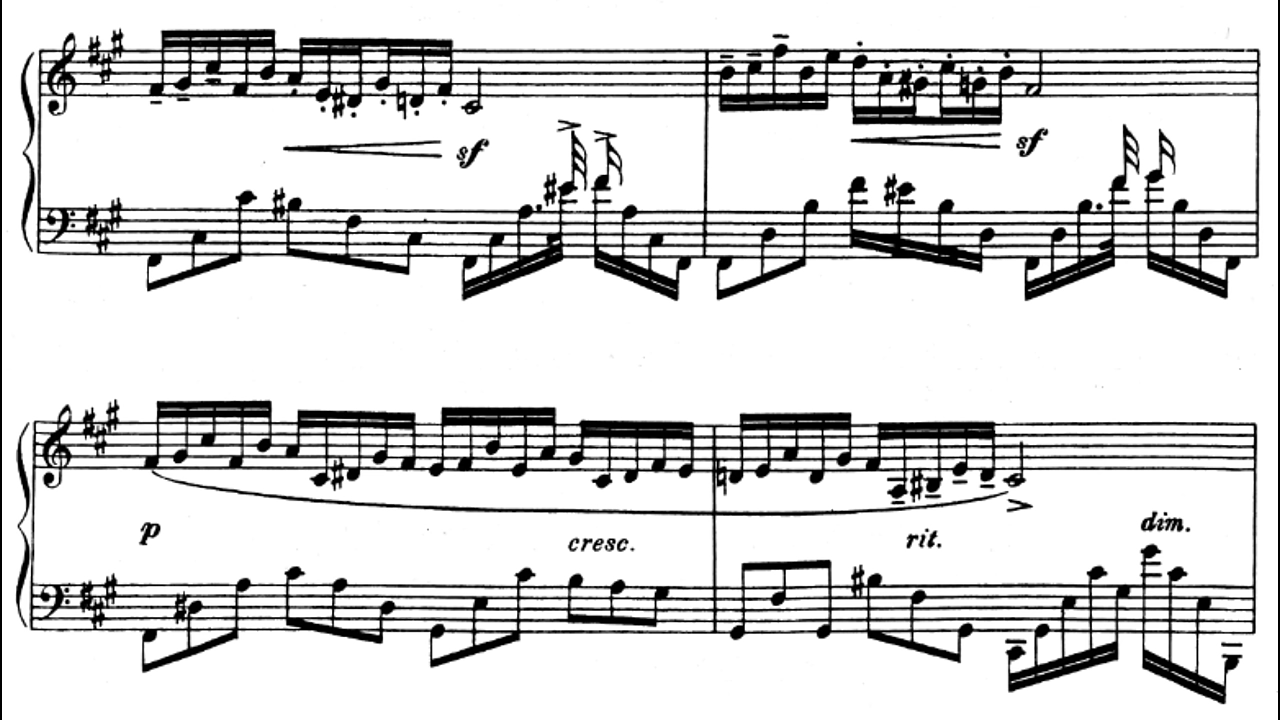 sf
sf
p
cresc.
rit.
dim.